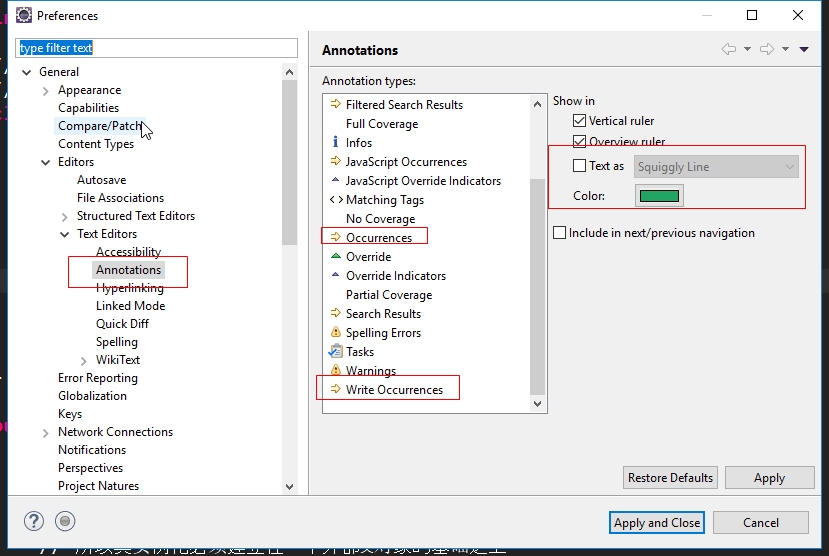 Preferences
type filter text
General
Appearance
Capabilities
Compare/Patch
Content Types
Editors
Autosave
File Associations
Structured Text Editors
Text Editors
Accessibility
Annotations
Hyperlinking
Linked Mode
Quick Diff
Spelling
WikiText
Error Reporting
Globalization
Keys
Network Connections
Notifications
Perspectives
Project Natures
Annotations
Annotation types:
Filtered Search Results
Full Coverage
Infos
JavaScript Occurrences
JavaScript Override Indicators
Matching Tags
No Coverage
Occurrences
Override
Override Indicators
Partial Coverage
Search Results
Spelling Errors
Tasks
Warnings
Write Occurrences
Show in
Vertical ruler
Overview ruler
Text as
Squiggly Line
Color:
Include in next/previous navigation
Restore Defaults
Apply
Apply and Close
Cancel